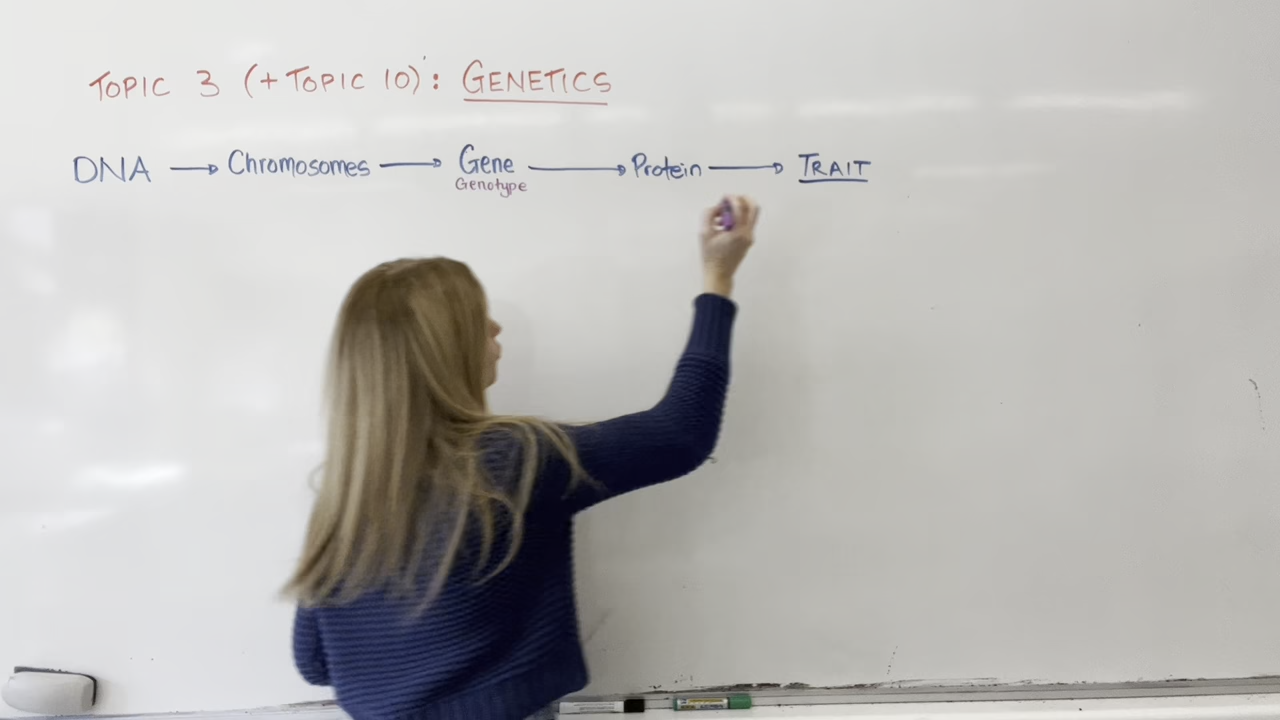 TOPIC 3 (+ TOPIC 10): GENETICS
DNA → Chromosomes → Gene → Protein → TRAIT
Genotype